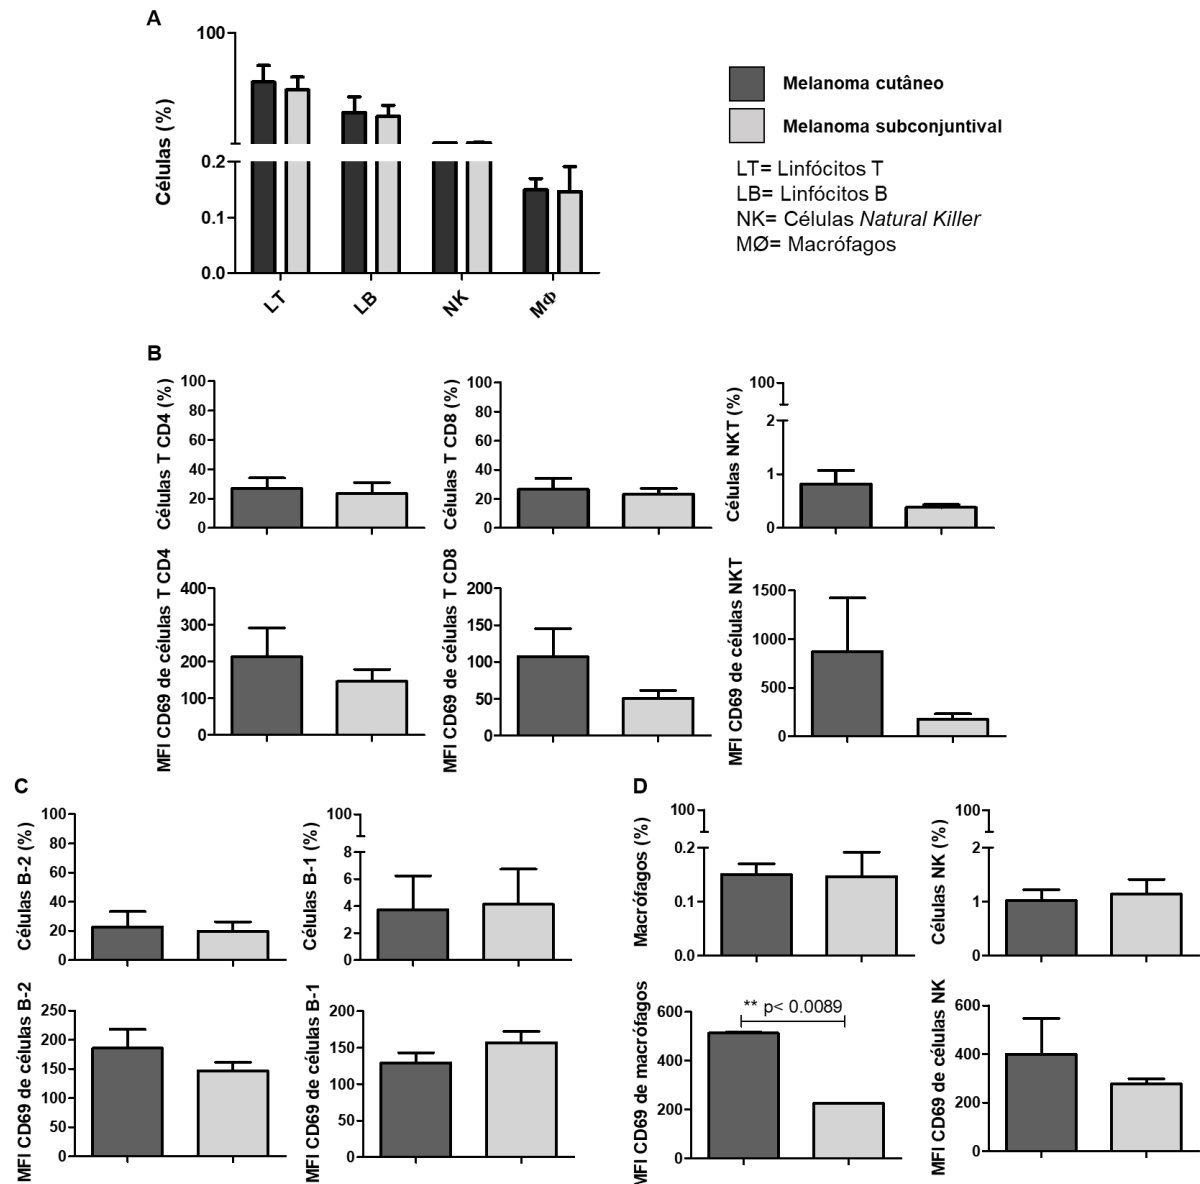 A
100
0.2
0.1
0.0
Células (%)
LT
LB
NK
MΦ
Melanoma cutâneo
Melanoma subconjuntival
LT= Linfócitos T
LB= Linfócitos B
NK= Células Natural Killer
MØ= Macrófagos
B
Células T CD4 (%)
100
80
60
40
20
0
Células T CD8 (%)
100
80
60
40
20
0
Células NKT (%)
100
2
1
0
MFI CD69 de células T CD4
400
300
200
100
0
MFI CD69 de células T CD8
200
150
100
50
0
MFI CD69 de células NKT
1500
1000
500
0
C
Células B-2 (%)
100
80
60
40
20
0
Células B-1 (%)
100
8
6
4
2
0
MFI CD69 de células B-2
250
200
150
100
50
0
MFI CD69 de células B-1
200
150
100
50
0
D
Macrófagos (%)
100
0.2
0.1
0.0
Células NK (%)
100
2
1
0
MFI CD69 de macrófagos
600
400
200
0
** p< 0.0089
MFI CD69 de células NK
600
400
200
0